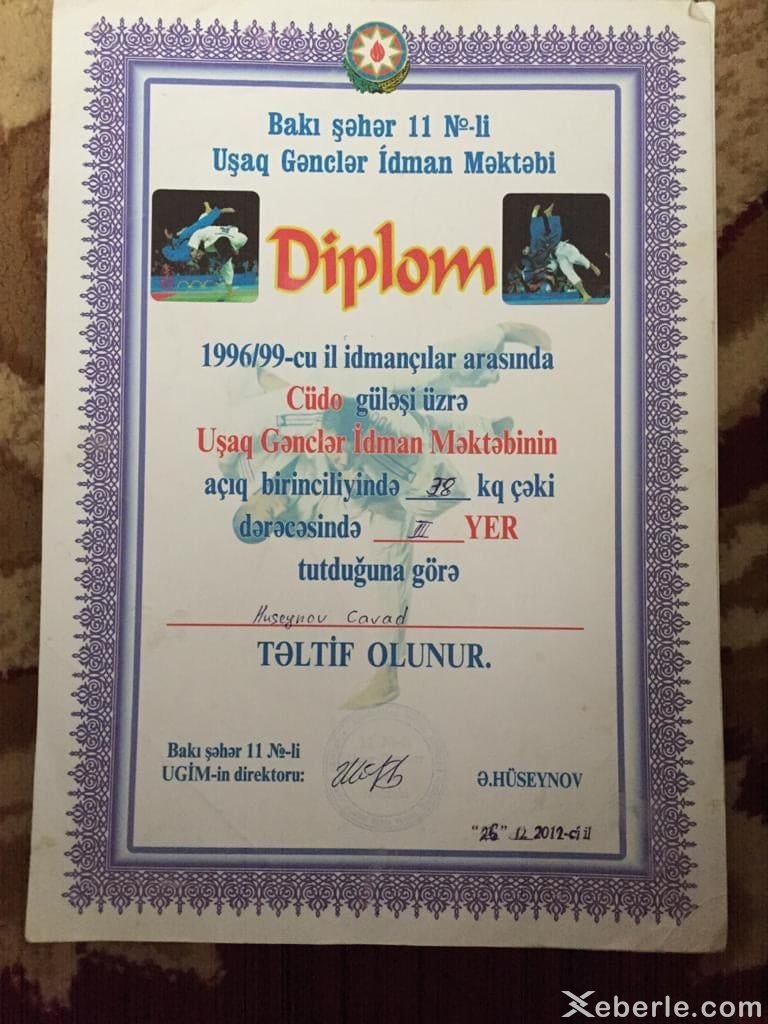 Bakı şəhər 11 №-li
Uşaq Gənclər İdman Məktəbi
Diplom
1996/99-cu il idmançılar arasında
Cüdo güləşi üzrə
Uşaq Gənclər İdman Məktəbinin
açıq birinciliyində 38 kq çəki
dərəcəsində III YER
tutduğuna görə
Huseynov Cavad
TƏLTİF OLUNUR.
Bakı şəhər 11 №-li
UGİM-in direktoru:
Ə.HÜSEYNOV
"26" 12 2012-ci il
Xeberle.com